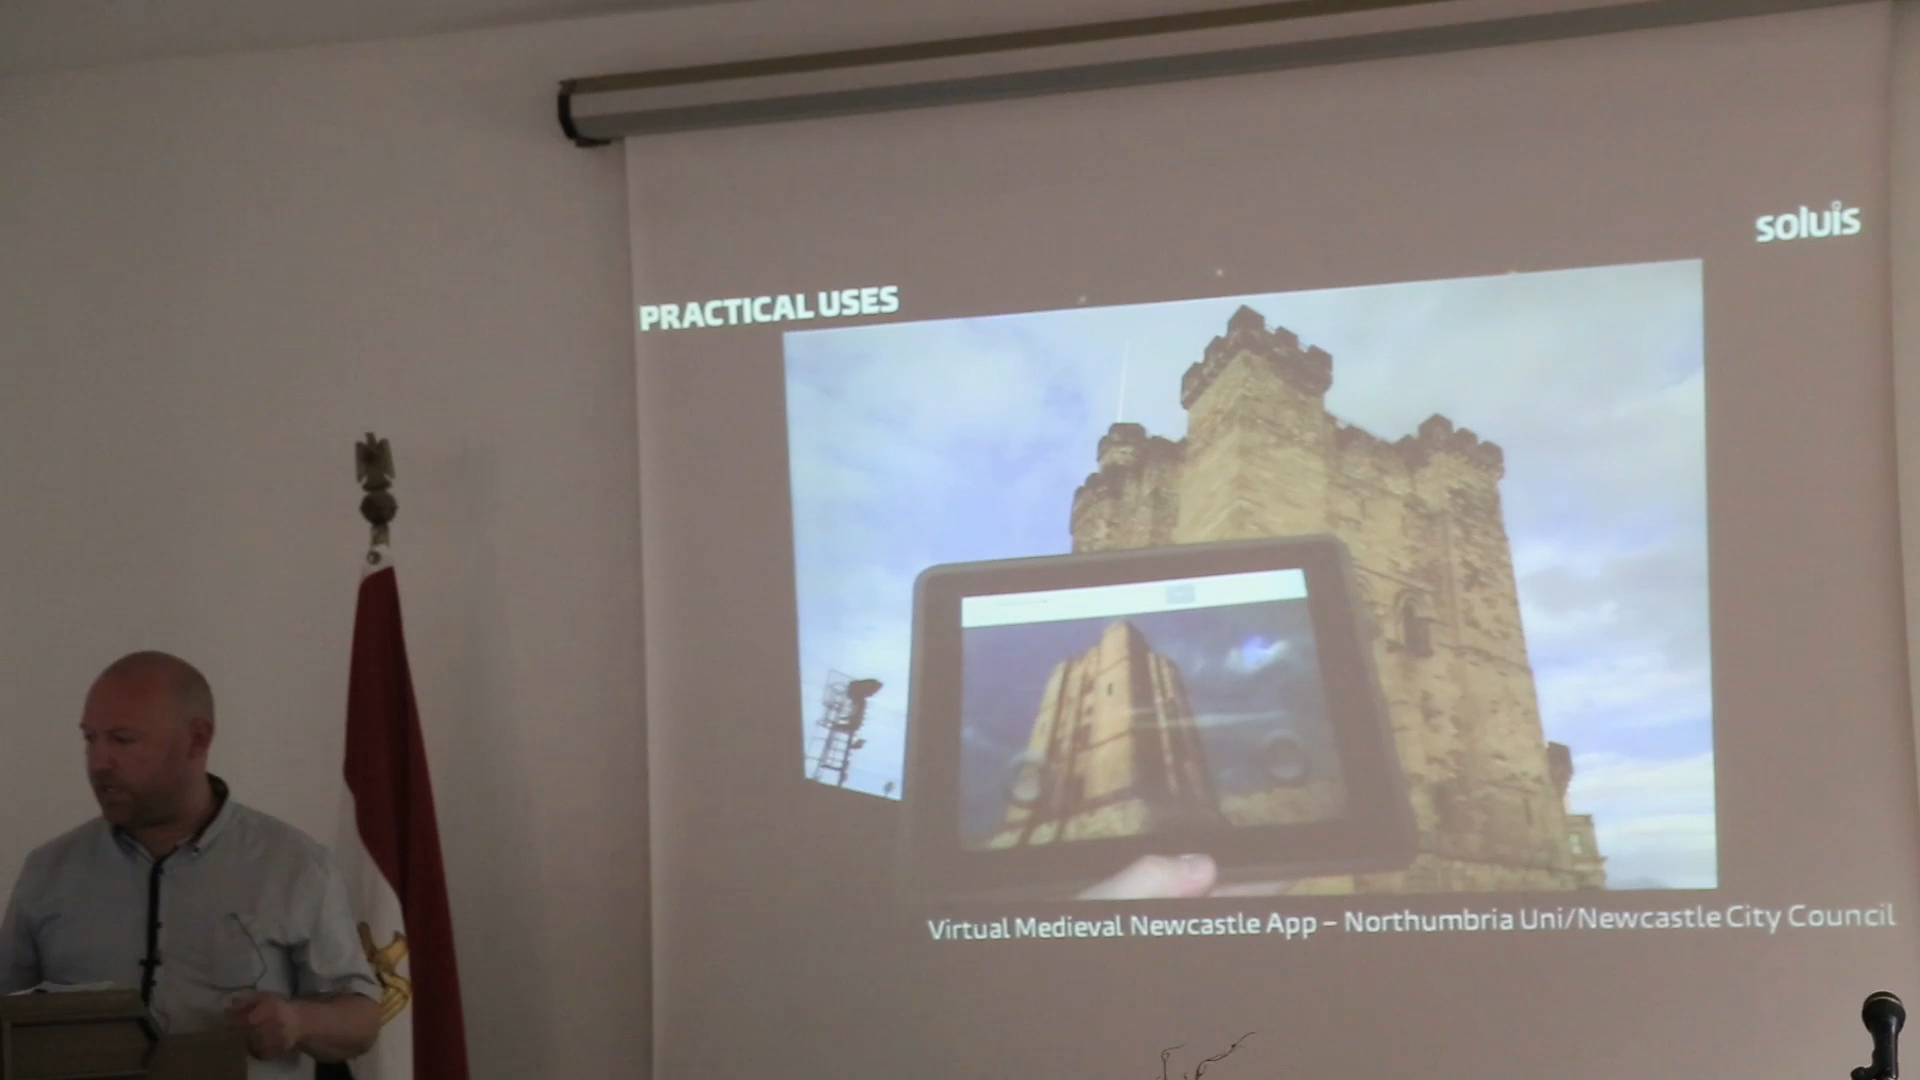 soluis
PRACTICAL USES
Virtual Medieval Newcastle App – Northumbria Uni/Newcastle City Council